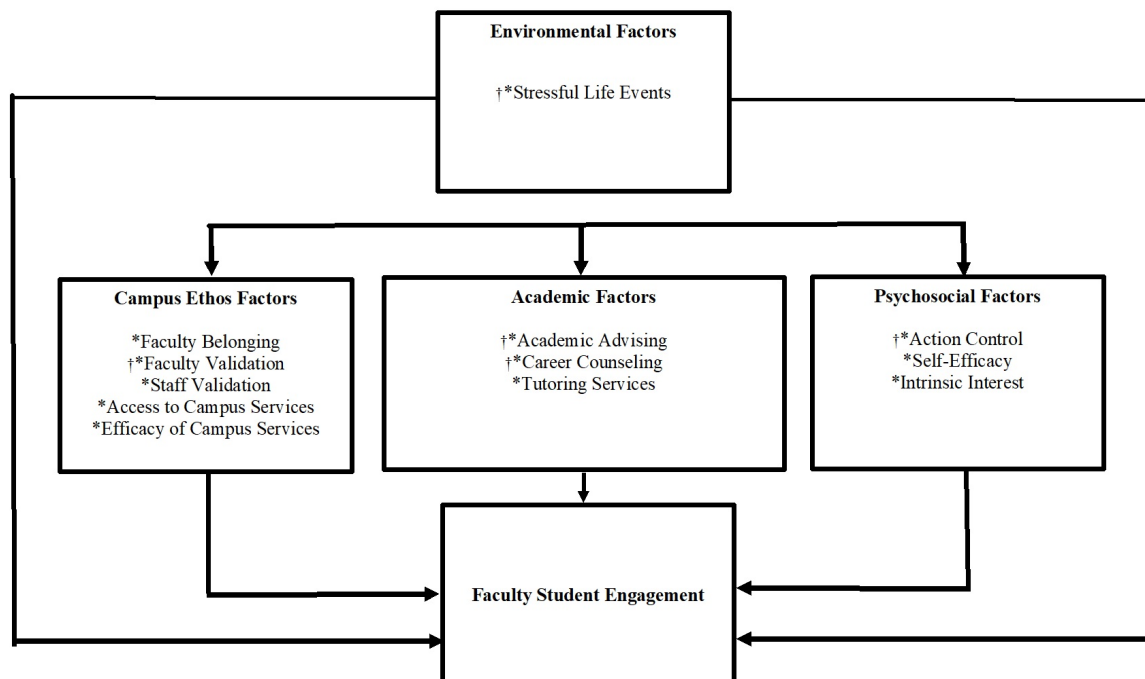 Environmental Factors
†*Stressful Life Events
Campus Ethos Factors
*Faculty Belonging
†*Faculty Validation
*Staff Validation
*Access to Campus Services
*Efficacy of Campus Services
Academic Factors
†*Academic Advising
†*Career Counseling
*Tutoring Services
Psychosocial Factors
†*Action Control
*Self-Efficacy
*Intrinsic Interest
Faculty Student Engagement